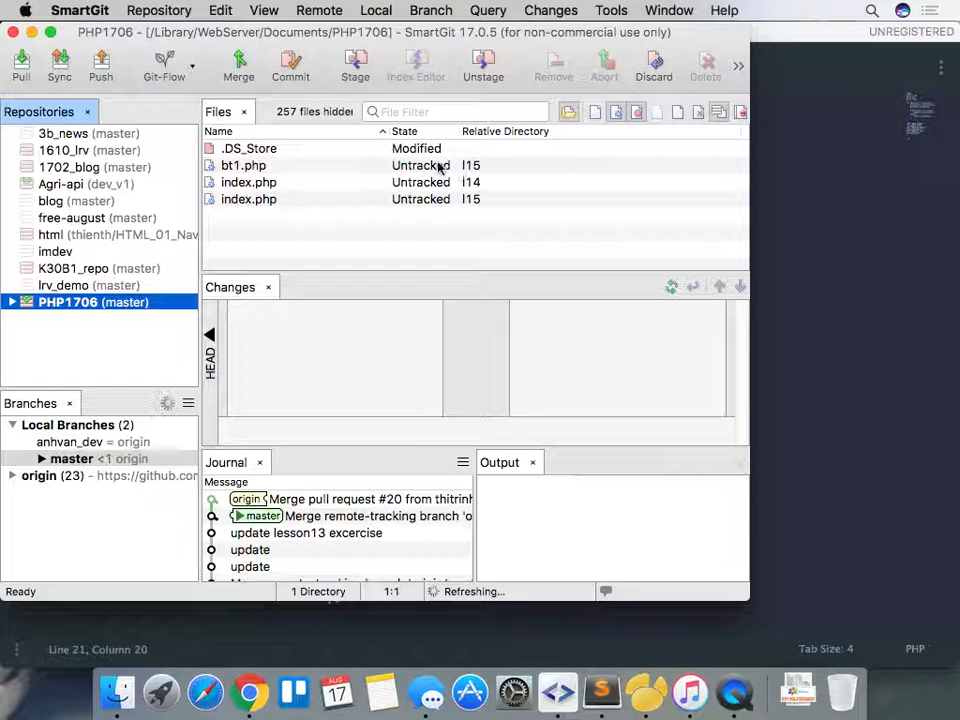 SmartGit Repository Edit View Remote Local Branch Query Changes Tools Window Help
PHP1706 - [/Library/WebServer/Documents/PHP1706] - SmartGit 17.0.5 (for non-commercial use only)
UNREGISTERED
Pull Sync Push Git-Flow Merge Commit Stage Index Editor Unstage Remove Abort Discard Delete
Repositories
Files 257 files hidden File Filter
Name State Relative Directory
3b_news (master)
1610_lrv (master)
1702_blog (master)
Agri-api (dev_v1)
blog (master)
free-august (master)
html (thienth/HTML_01_Nav
imdev
K30B1_repo (master)
lrv_demo (master)
PHP1706 (master)
.DS_Store Modified
bt1.php Untracked l15
index.php Untracked l14
index.php Untracked l15
Changes
HEAD
Branches
Local Branches (2)
anhvan_dev = origin
master <1 origin
origin (23) - https://github.com
Journal
Message
origin Merge pull request #20 from thitrinh
master Merge remote-tracking branch 'o
update lesson13 excercise
update
update
Output
Ready
1 Directory
1:1
Refreshing...
Line 21, Column 20
Tab Size: 4
PHP
AUG
17